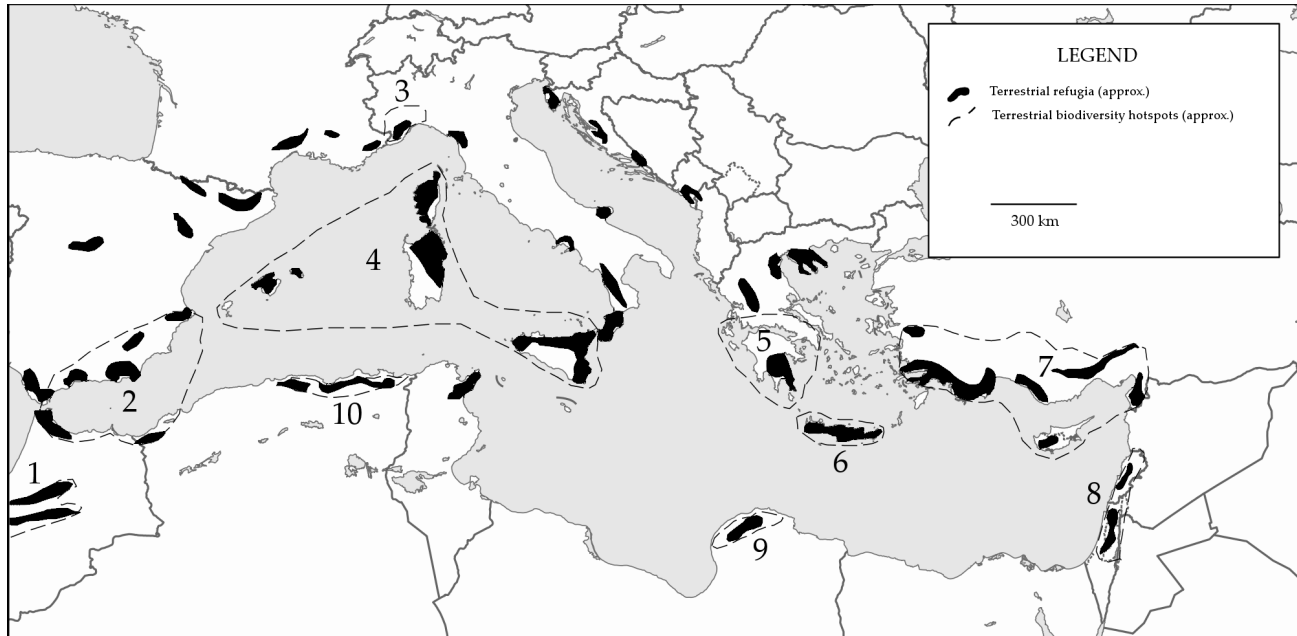 LEGEND
Terrestrial refugia (approx.)
Terrestrial biodiversity hotspots (approx.)
300 km
3
4
5
7
2
10
6
1
8
9